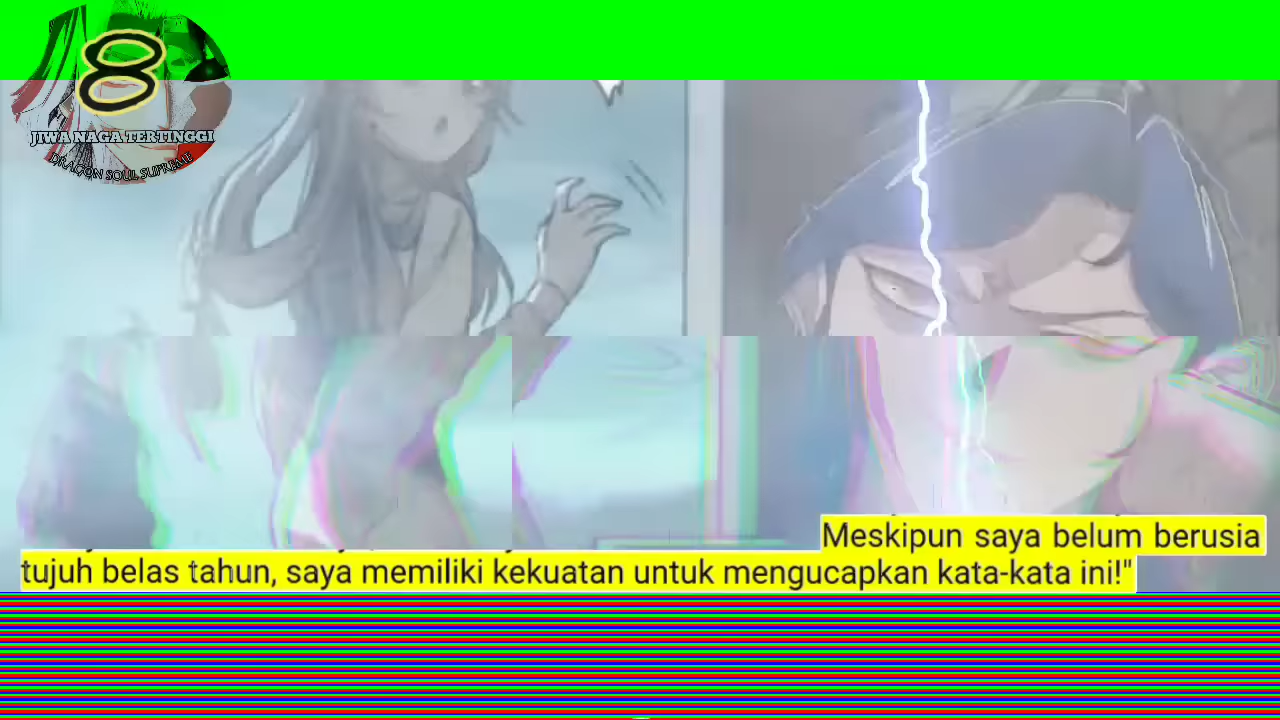 8
JIWA NAGA TERTINGGI
DRAGON SOUL SUPREME
Meskipun saya belum berusia
tujuh belas tahun, saya memiliki kekuatan untuk mengucapkan kata-kata ini!"